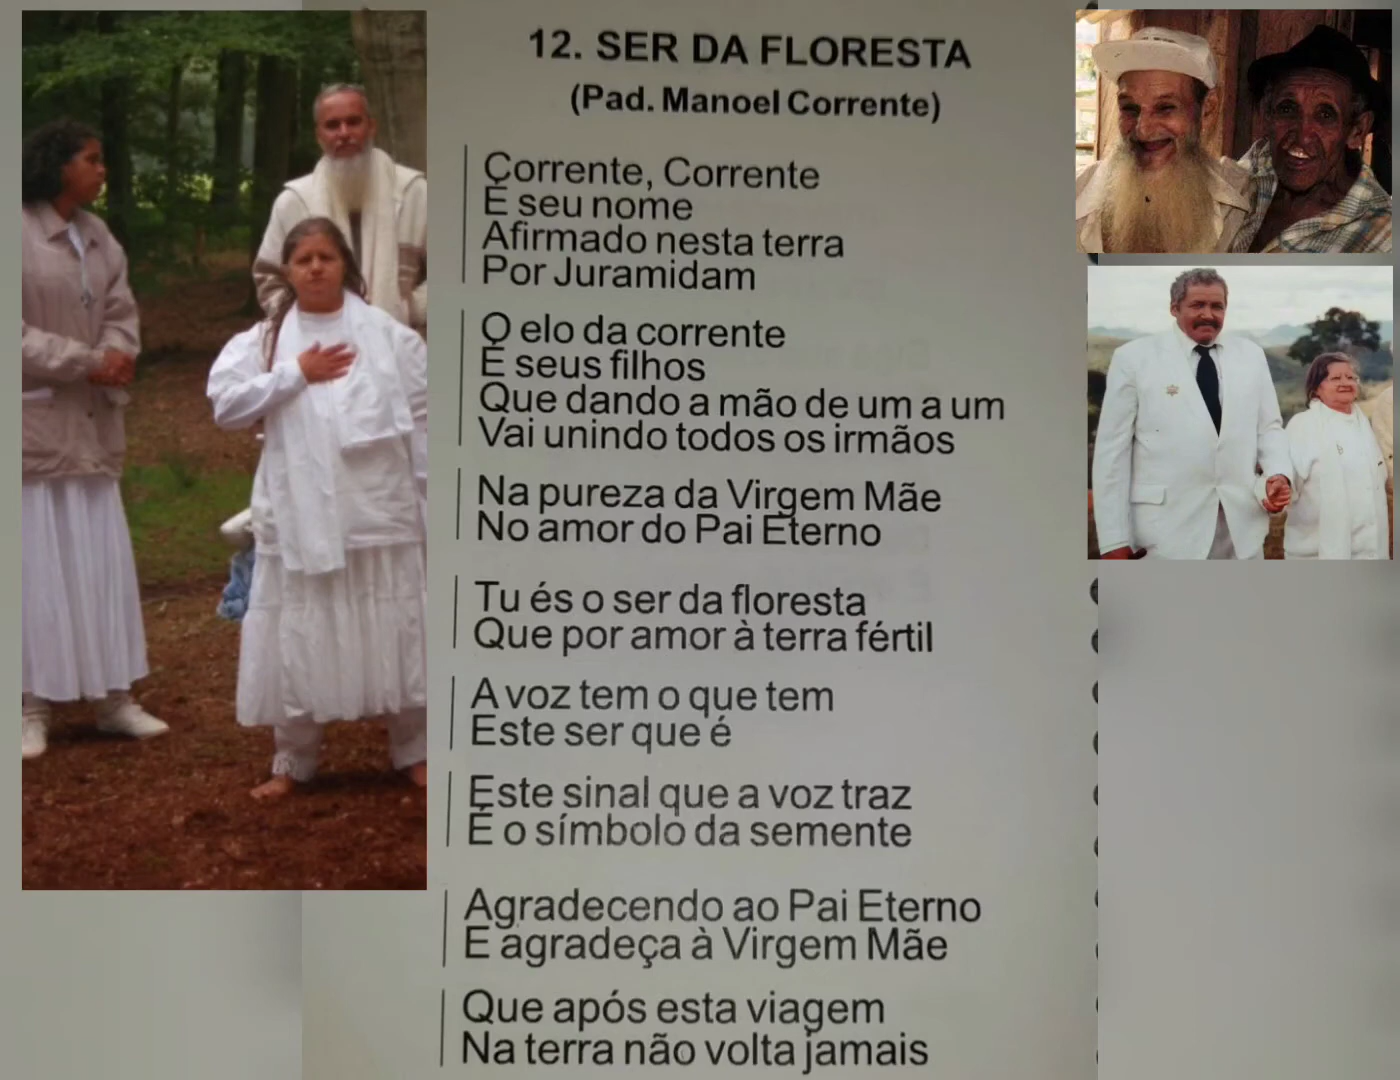 12. SER DA FLORESTA
(Pad. Manoel Corrente)
Corrente, Corrente
É seu nome
Afirmado nesta terra
Por Juramidam
O elo da corrente
É seus filhos
Que dando a mão de um a um
Vai unindo todos os irmãos
Na pureza da Virgem Mãe
No amor do Pai Eterno
Tu és o ser da floresta
Que por amor à terra fértil
A voz tem o que tem
Este ser que é
Este sinal que a voz traz
É o símbolo da semente
Agradecendo ao Pai Eterno
E agradeça à Virgem Mãe
Que após esta viagem
Na terra não volta jamais